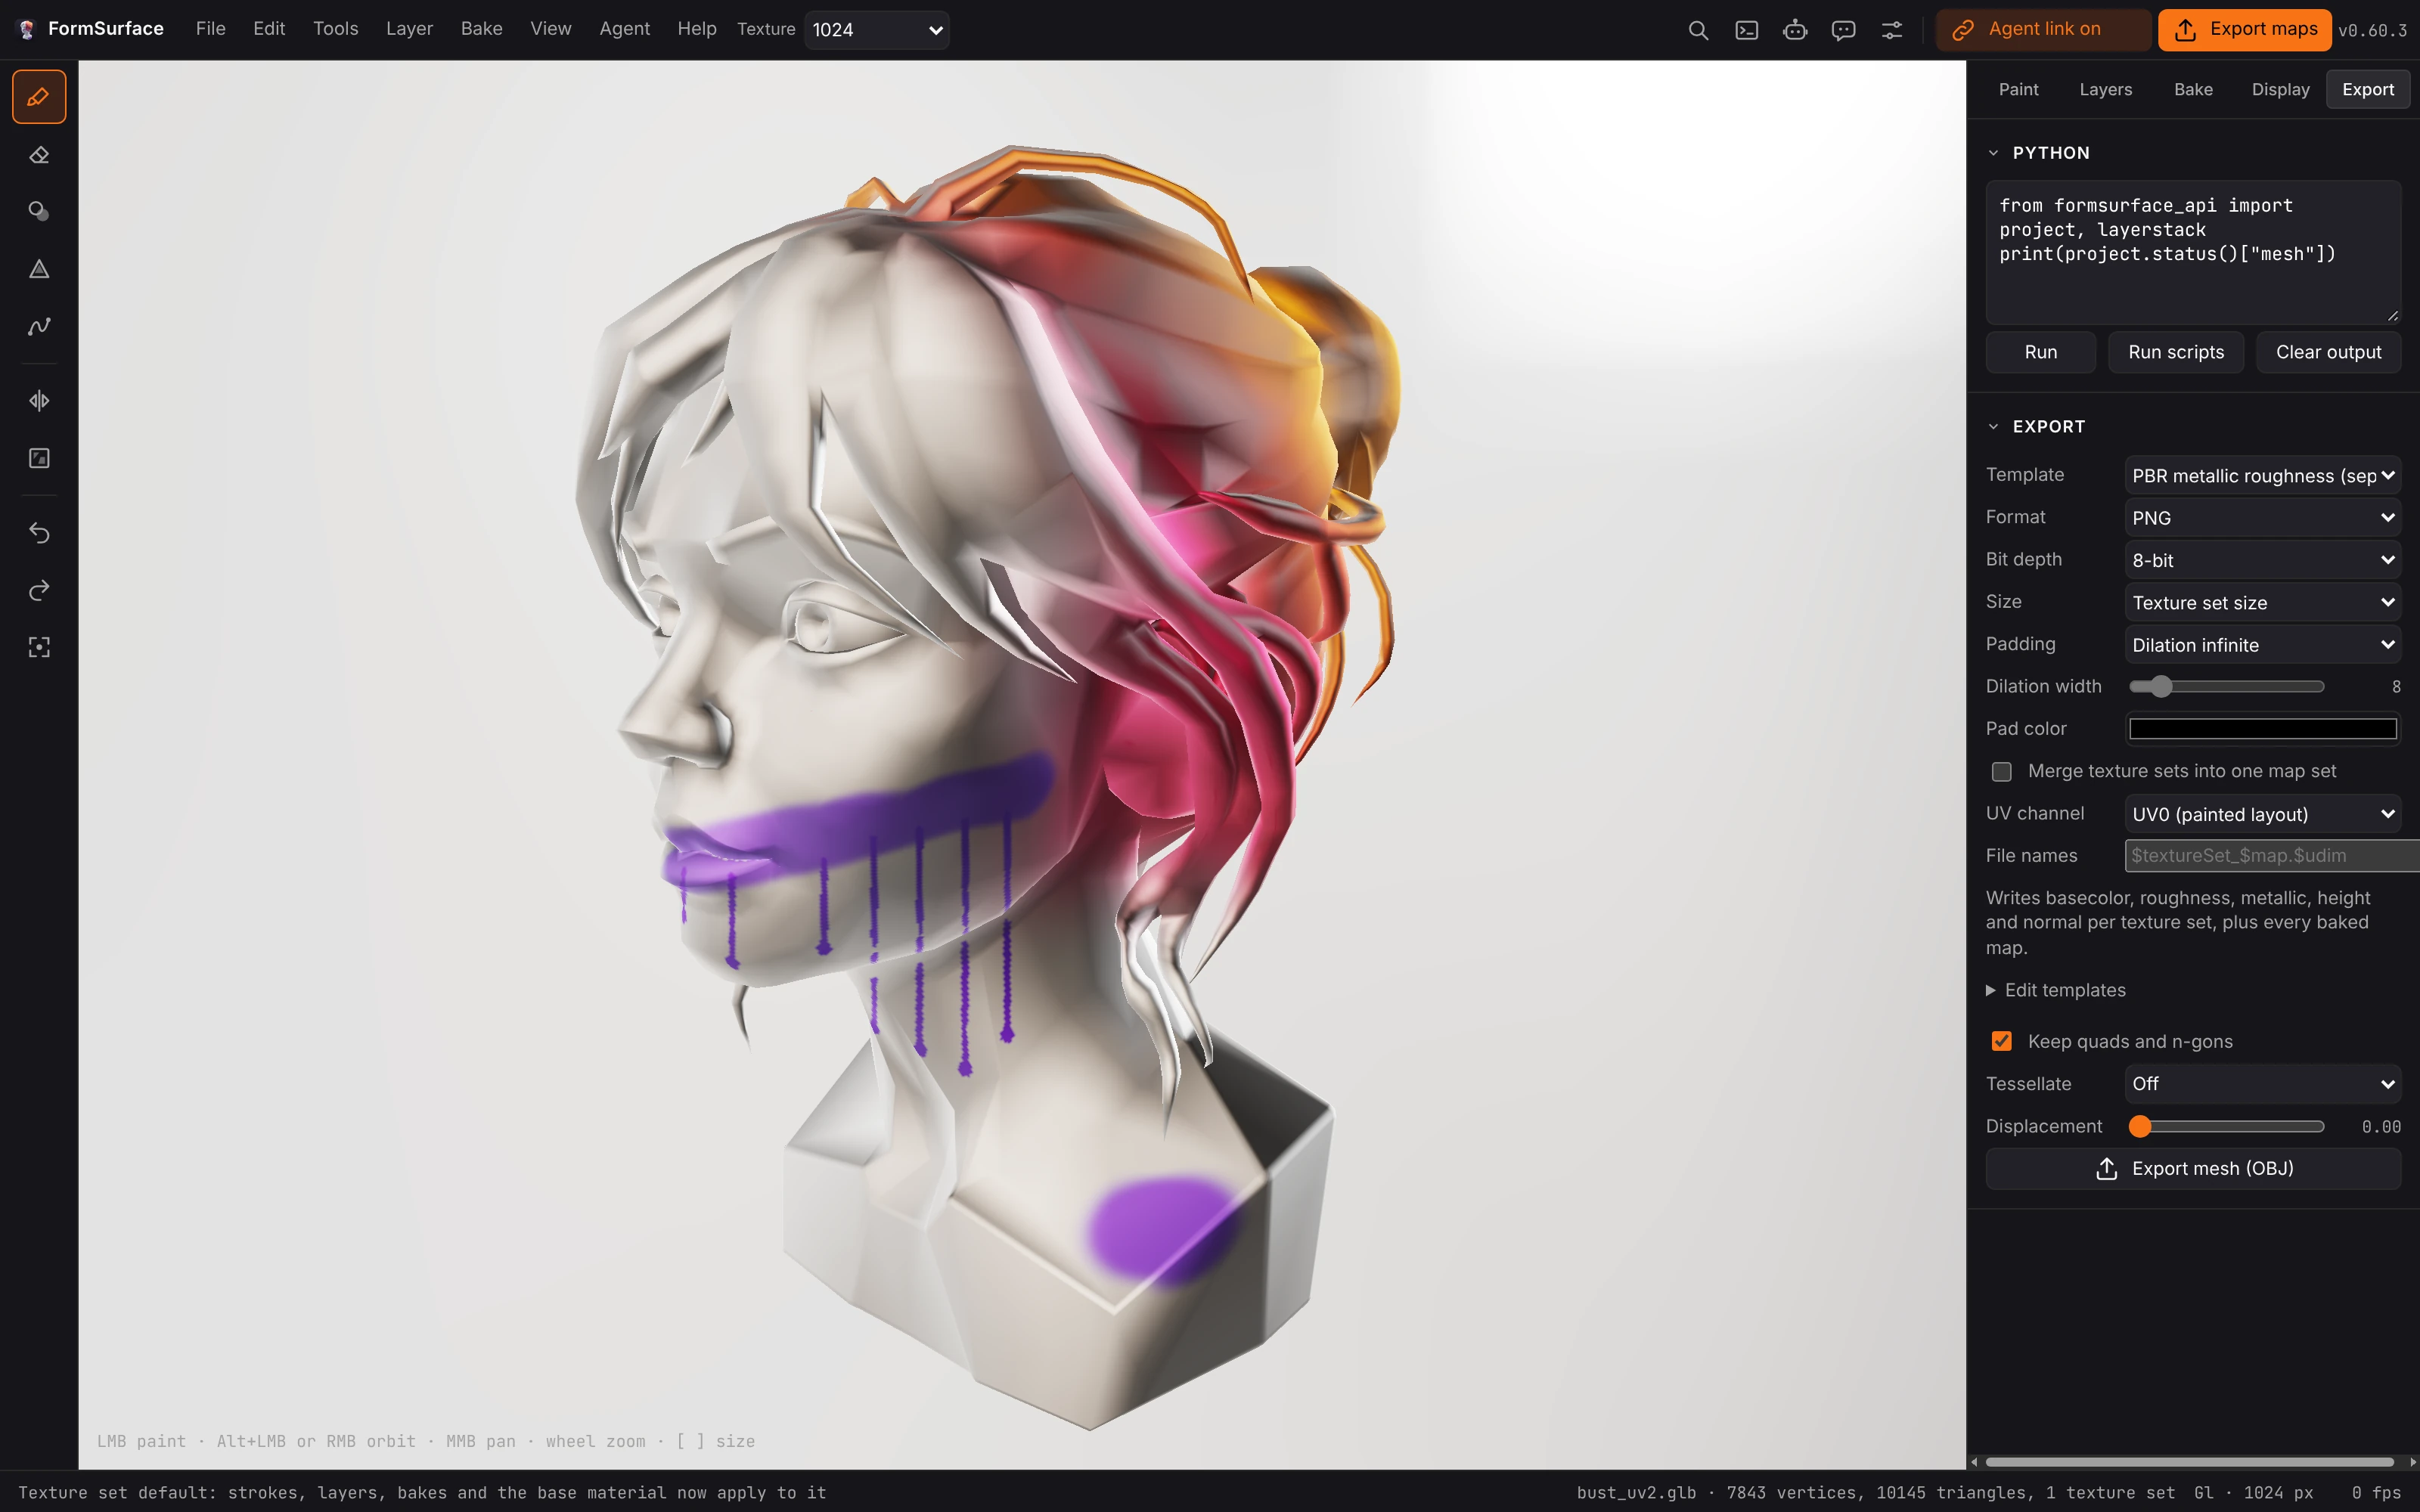 FormSurface File Edit Tools Layer Bake View Agent Help Texture 1024 Agent link on Export maps v0.60.3
Paint Layers Bake Display Export
PYTHON
from formsurface_api import
project, layerstack
print(project.status()["mesh"])
Run Run scripts Clear output
EXPORT
Template PBR metallic roughness (sep
Format PNG
Bit depth 8-bit
Size Texture set size
Padding Dilation infinite
Dilation width 8
Pad color
Merge texture sets into one map set
UV channel UV0 (painted layout)
File names $textureSet_$map.$udim
Writes basecolor, roughness, metallic, height
and normal per texture set, plus every baked
map.
Edit templates
Keep quads and n-gons
Tessellate Off
Displacement 0.00
Export mesh (OBJ)
LMB paint · Alt+LMB or RMB orbit · MMB pan · wheel zoom · [ ] size
Texture set default: strokes, layers, bakes and the base material now apply to it
bust_uv2.glb · 7843 vertices, 10145 triangles, 1 texture set Gl · 1024 px 0 fps